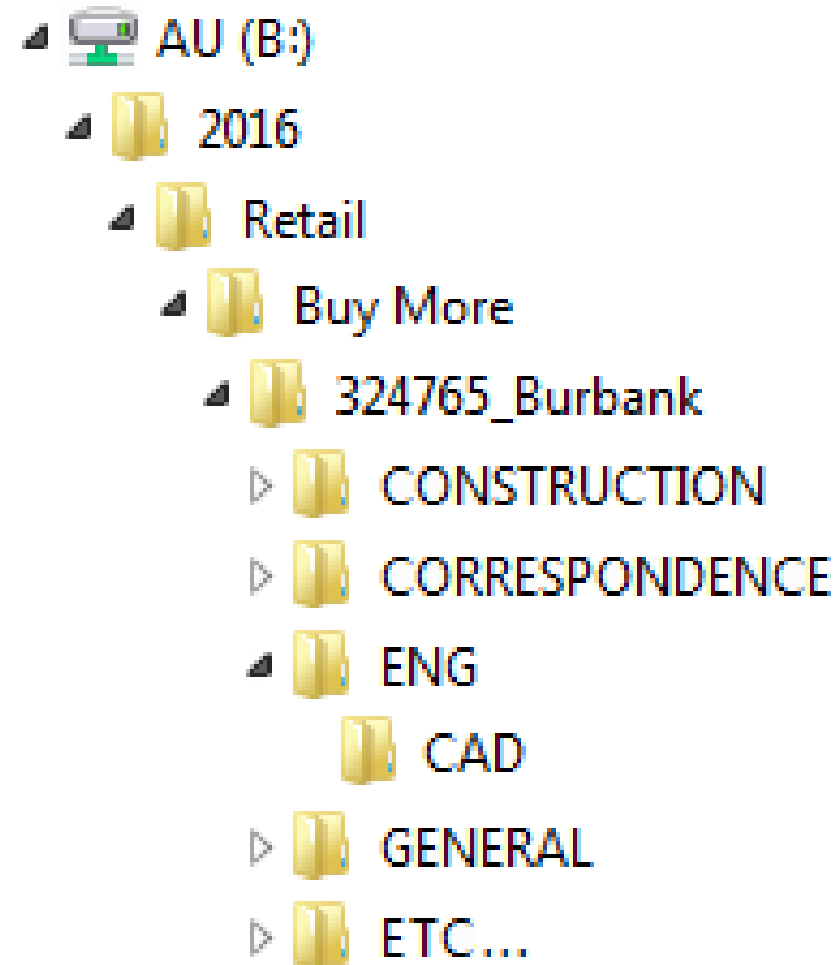 AU (B:)
2016
Retail
Buy More
324765_Burbank
CONSTRUCTION
CORRESPONDENCE
ENG
CAD
GENERAL
ETC...